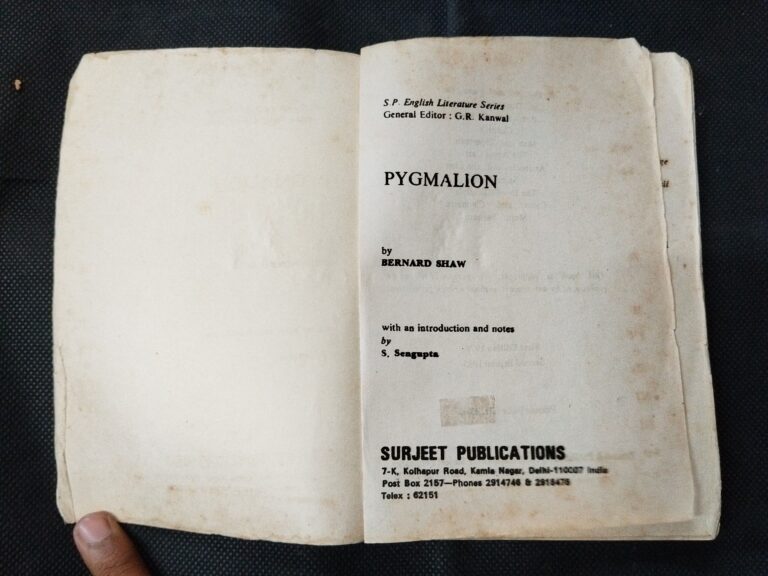 S.P. English Literature Series
General Editor : G.R. Kanwal
PYGMALION
by
BERNARD SHAW
with an introduction and notes
by
S. Sengupta
SURJEET PUBLICATIONS
7-K, Kolhapur Road, Kamla Nagar, Delhi-110007 India
Post Box 2157—Phones 2914746 &
Telex : 62151